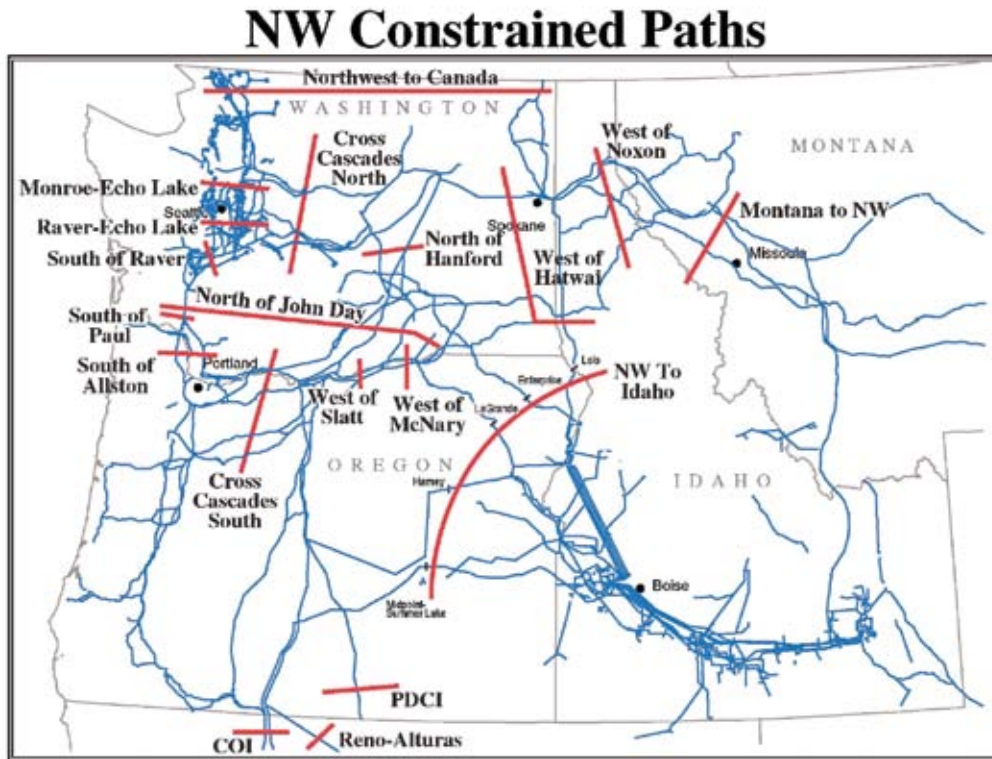 NW Constrained Paths
Northwest to Canada
WASHINGTON
Cross
Cascades
North
West of
Noxon
MONTANA
Monroe-Echo Lake
Seattle
Raver-Echo Lake
South of Raver
North of
Hanford
Spokane
West of
Hatwai
Montana to NW
Missoula
North of John Day
South of
Paul
South of
Allston
Portland
West of
Slatt
West of
McNary
Lolo
Enterprise
LaGrande
NW To
Idaho
OREGON
Harney
IDAHO
Cross
Cascades
South
Boise
Midpoint-
Summer Lake
PDCI
COI
Reno-Alturas